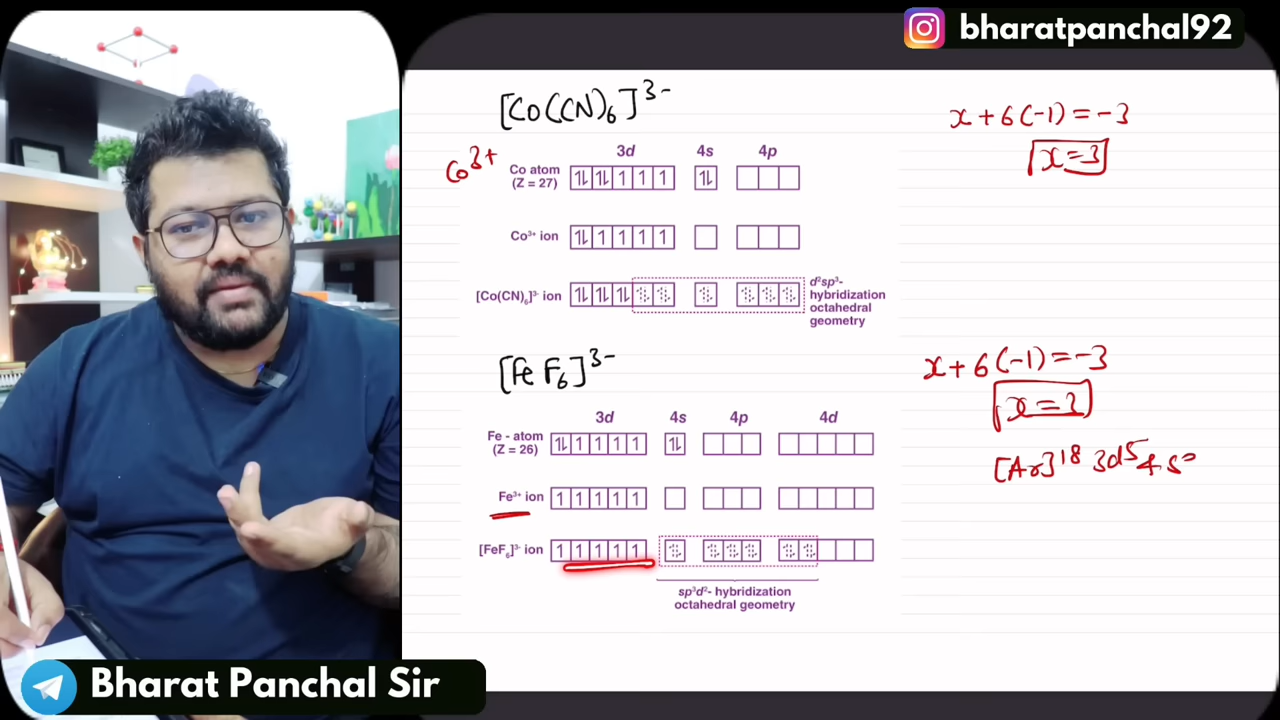 bharatpanchal92
[Co(CN)₆]³⁻
x + 6(-1) = -3
x = 3
Co³⁺
3d 4s 4p
Co atom
(Z = 27)
Co³⁺ ion
[Co(CN)₆]³⁻ ion
d²sp³-
hybridization
octahedral
geometry
[FeF₆]³⁻
x + 6(-1) = -3
x = 3
3d 4s 4p 4d
Fe - atom
(Z = 26)
[Ar]¹⁸ 3d⁵ 4s⁰
Fe³⁺ ion
[FeF₆]³⁻ ion
sp³d²- hybridization
octahedral geometry
Bharat Panchal Sir